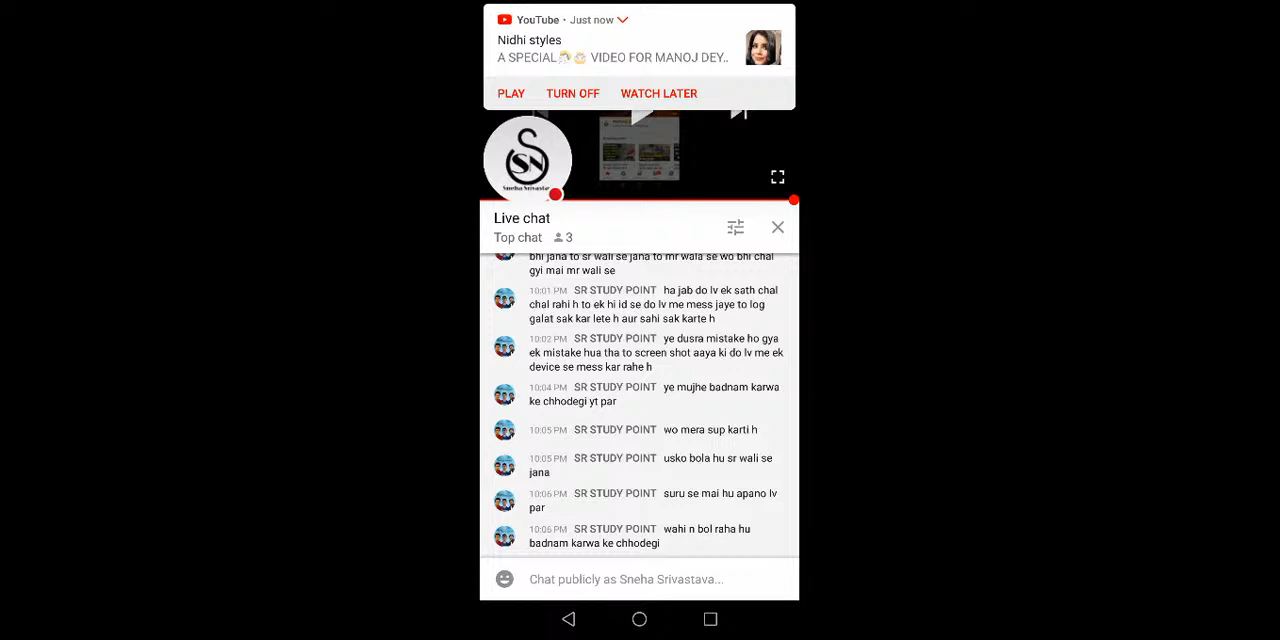 YouTube • Just now
Nidhi styles
A SPECIAL VIDEO FOR MANOJ DEY..
PLAY TURN OFF WATCH LATER
SN
Sneha Srivastava
Live chat
Top chat 3
bhi jana to sr wali se jana to mr wala se wo bhi chal
gyi mai mr wali se
10:01 PM SR STUDY POINT ha jab do lv ek sath chal
chal rahi h to ek hi id se do lv me mess jaye to log
galat sak kar lete h aur sahi sak karte h
10:02 PM SR STUDY POINT ye dusra mistake ho gya
ek mistake hua tha to screen shot aaya ki do lv me ek
device se mess kar rahe h
10:04 PM SR STUDY POINT ye mujhe badnam karwa
ke chhodegi yt par
10:05 PM SR STUDY POINT wo mera sup karti h
10:05 PM SR STUDY POINT usko bola hu sr wali se
jana
10:06 PM SR STUDY POINT suru se mai hu apano lv
par
10:06 PM SR STUDY POINT wahi n bol raha hu
badnam karwa ke chhodegi
Chat publicly as Sneha Srivastava...